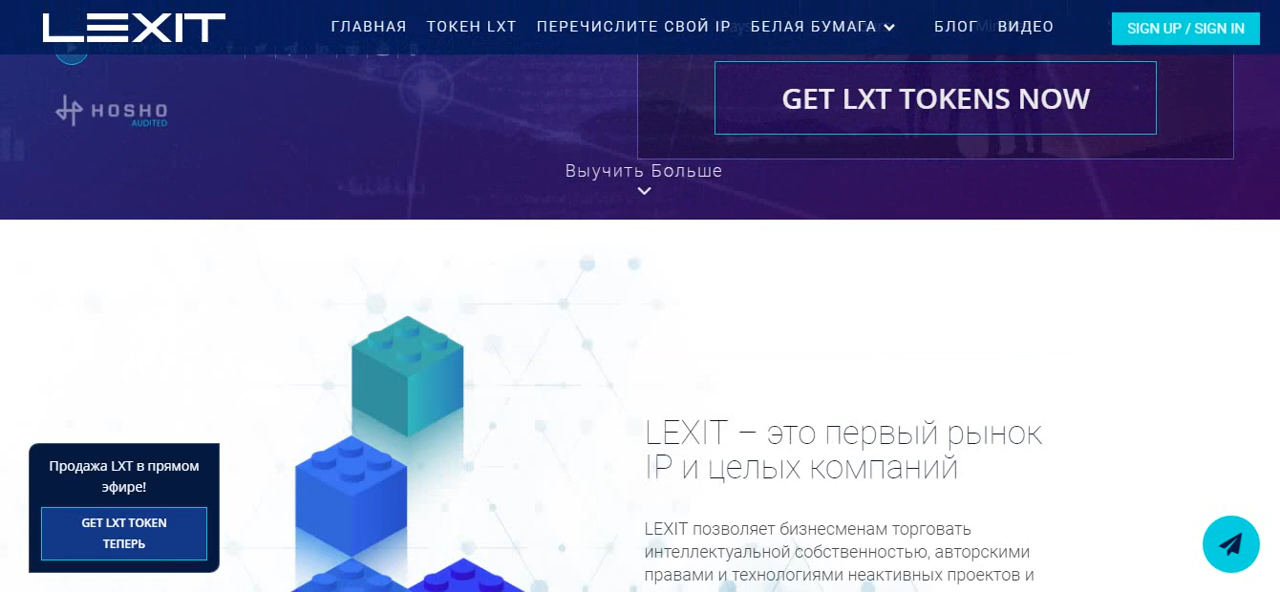 LEXIT
ГЛАВНАЯ ТОКЕН LXT ПЕРЕЧИСЛИТЕ СВОЙ IP БЕЛАЯ БУМАГА БЛОГ ВИДЕО
SIGN UP / SIGN IN
HOSHO
AUDITED
GET LXT TOKENS NOW
Выучить Больше
LEXIT – это первый рынок
IP и целых компаний
Продажа LXT в прямом
эфире!
GET LXT TOKEN
ТЕПЕРЬ
LEXIT позволяет бизнесменам торговать
интеллектуальной собственностью, авторскими
правами и технологиями неактивных проектов и